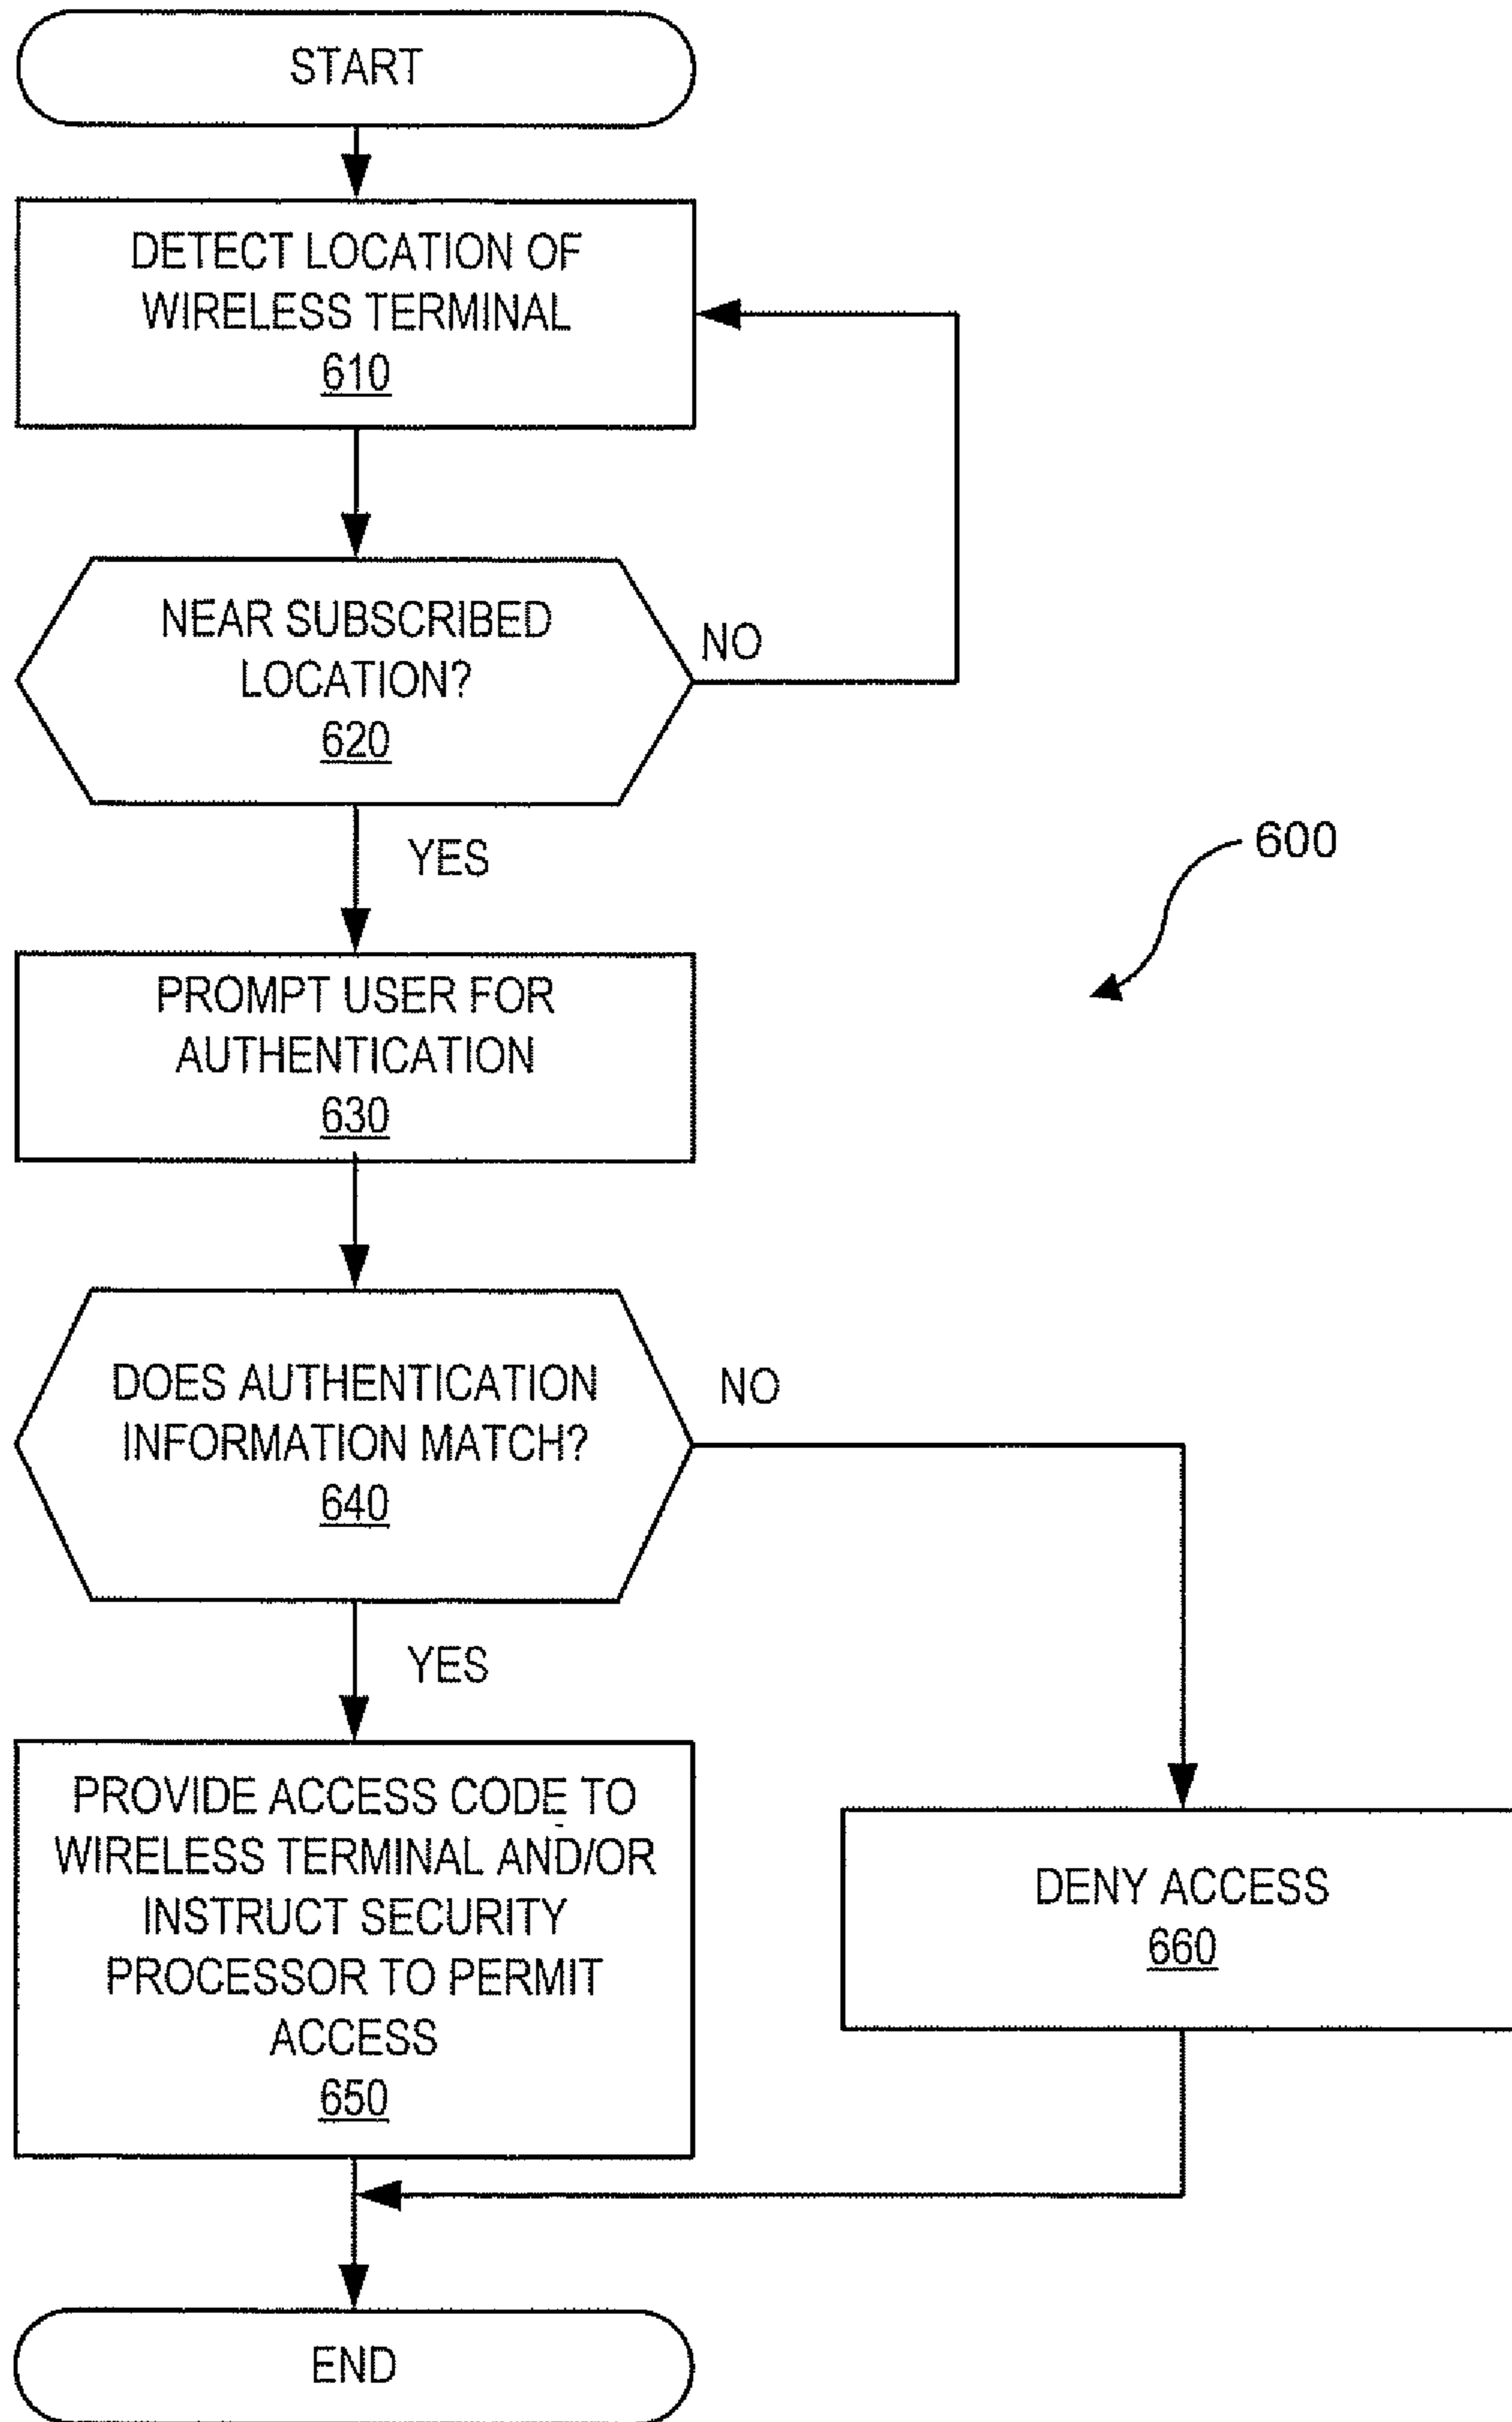 START
DETECT LOCATION OF
WIRELESS TERMINAL
610
NEAR SUBSCRIBED
LOCATION?
620
NO
YES
600
PROMPT USER FOR
AUTHENTICATION
630
DOES AUTHENTICATION
INFORMATION MATCH?
640
NO
YES
PROVIDE ACCESS CODE TO
WIRELESS TERMINAL AND/OR
INSTRUCT SECURITY
PROCESSOR TO PERMIT
ACCESS
650
DENY ACCESS
660
END